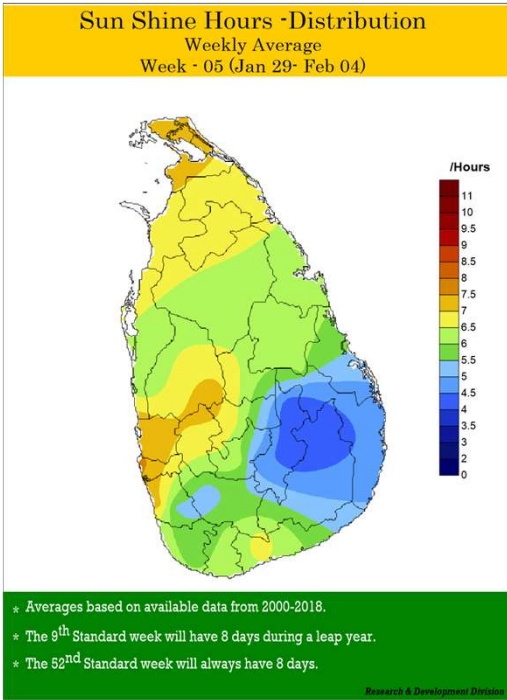 Sun Shine Hours -Distribution
Weekly Average
Week - 05 (Jan 29- Feb 04)
/Hours
11
10
9.5
9
8.5
8
7.5
7
6.5
6
5.5
5
4.5
4
3.5
3
2
0
* Averages based on available data from 2000-2018.
* The 9th Standard week will have 8 days during a leap year.
* The 52nd Standard week will always have 8 days.
Research & Development Division